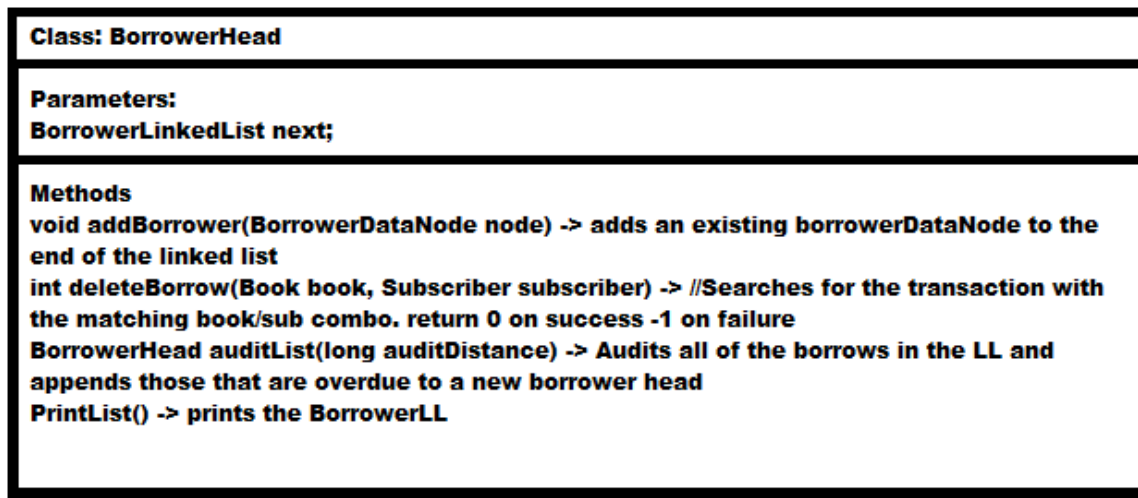 Class: BorrowerHead
Parameters:
BorrowerLinkedList next;
Methods
void addBorrower(BorrowerDataNode node) -> adds an existing borrowerDataNode to the
end of the linked list
int deleteBorrow(Book book, Subscriber subscriber) -> //Searches for the transaction with
the matching book/sub combo. return 0 on success -1 on failure
BorrowerHead auditList(long auditDistance) -> Audits all of the borrows in the LL and
appends those that are overdue to a new borrower head
PrintList() -> prints the BorrowerLL